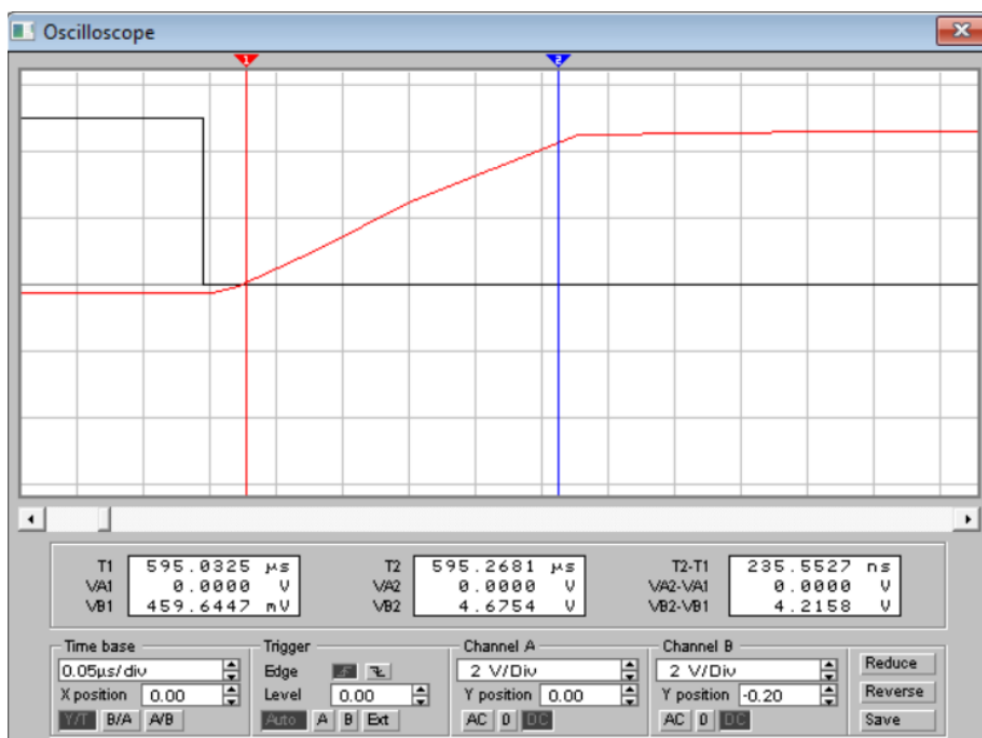 Oscilloscope
1 2
T1 595.0325 µs T2 595.2681 µs T2-T1 235.5527 ns
VA1 0.0000 V VA2 0.0000 V VA2-VA1 0.0000 V
VB1 459.6447 mV VB2 4.6754 V VB2-VB1 4.2158 V
Time base Trigger Channel A Channel B
0.05µs/div Edge 2 V/Div 2 V/Div Reduce
X position 0.00 Level 0.00 Y position 0.00 Y position -0.20 Reverse
Y/T B/A A/B Auto A B Ext AC 0 DC AC 0 DC Save